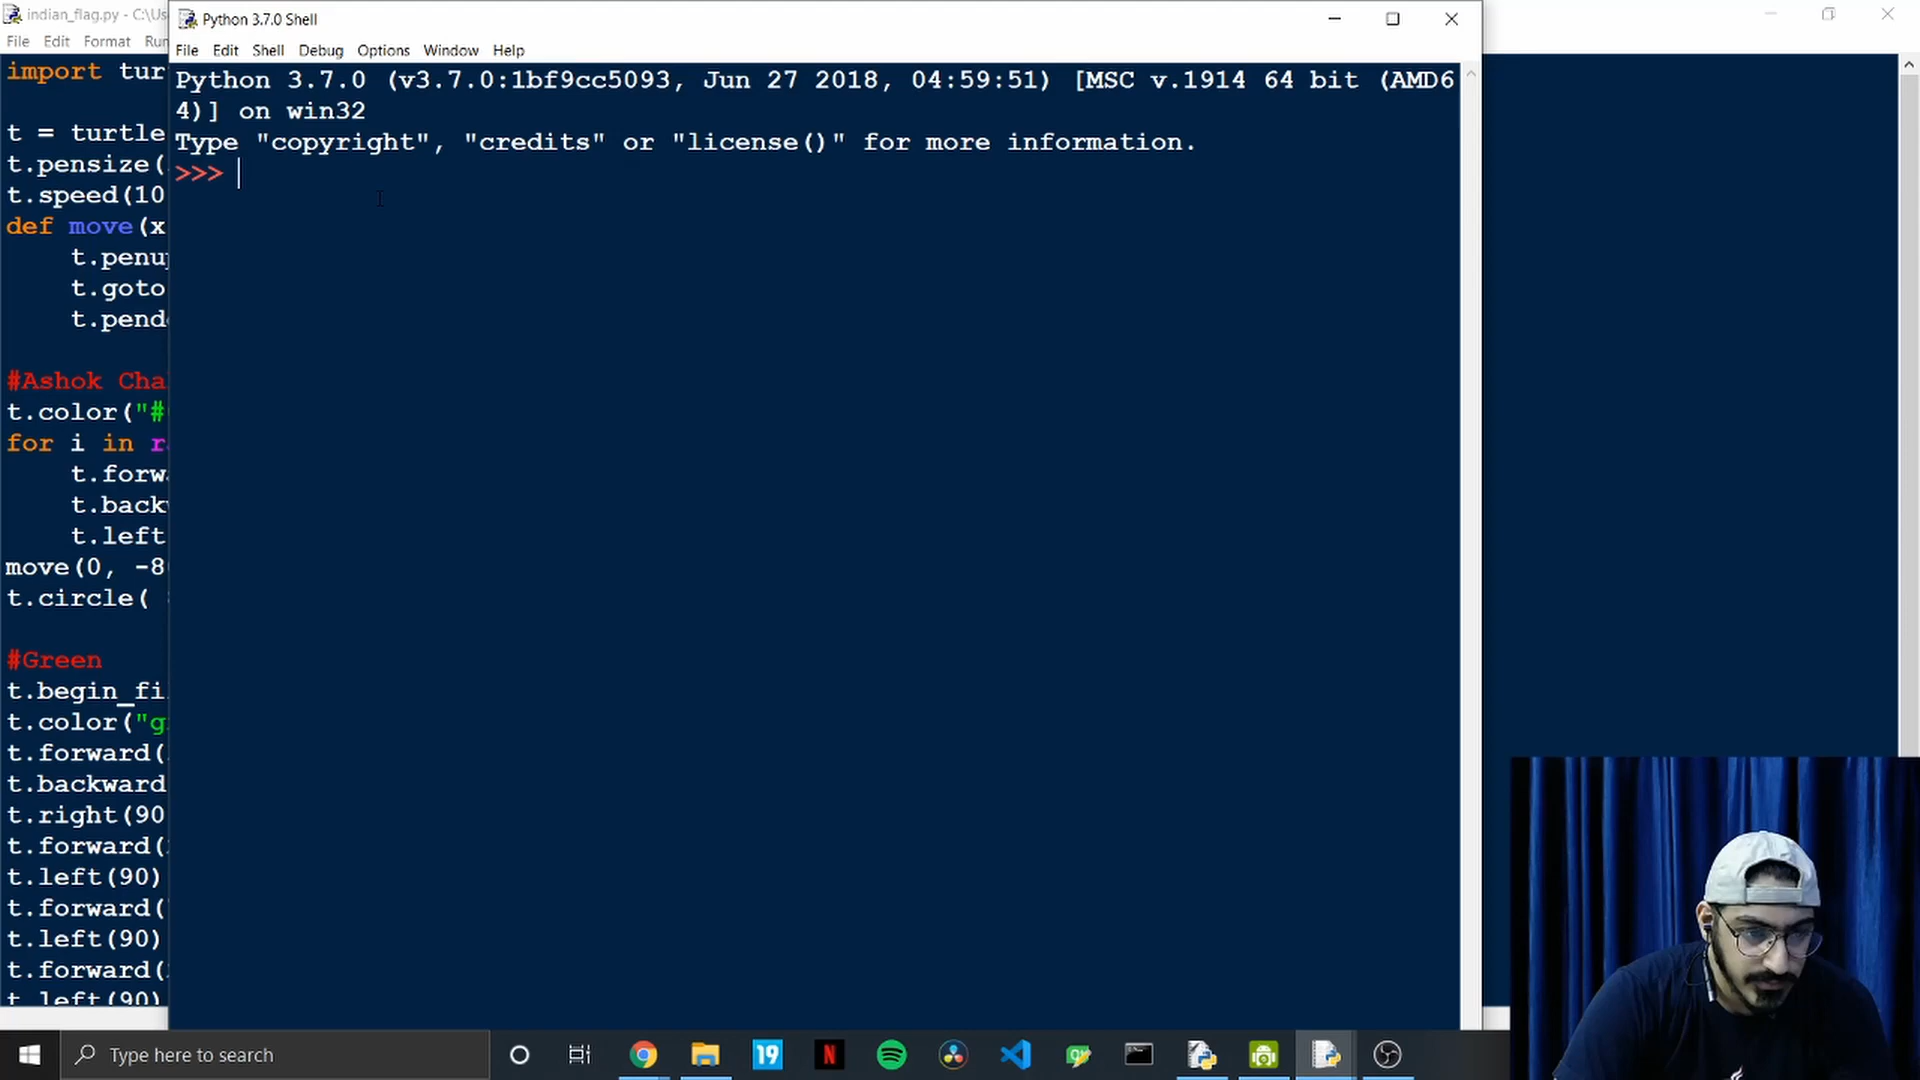 indian_flag.py - C:\Us
File Edit Format Run
import tur
t = turtle
t.pensize(
t.speed(10
def move(x
t.penup
t.goto
t.pend
#Ashok Cha
t.color("#
for i in r
t.forw
t.back
t.left
move(0, -8
t.circle(
#Green
t.begin_fi
t.color("g
t.forward(
t.backward
t.right(90
t.forward(
t.left(90)
t.forward(
t.left(90)
t.forward(
t.left(90)
Python 3.7.0 Shell
File Edit Shell Debug Options Window Help
Python 3.7.0 (v3.7.0:1bf9cc5093, Jun 27 2018, 04:59:51) [MSC v.1914 64 bit (AMD6
4)] on win32
Type "copyright", "credits" or "license()" for more information.
>>>
Type here to search
19
N